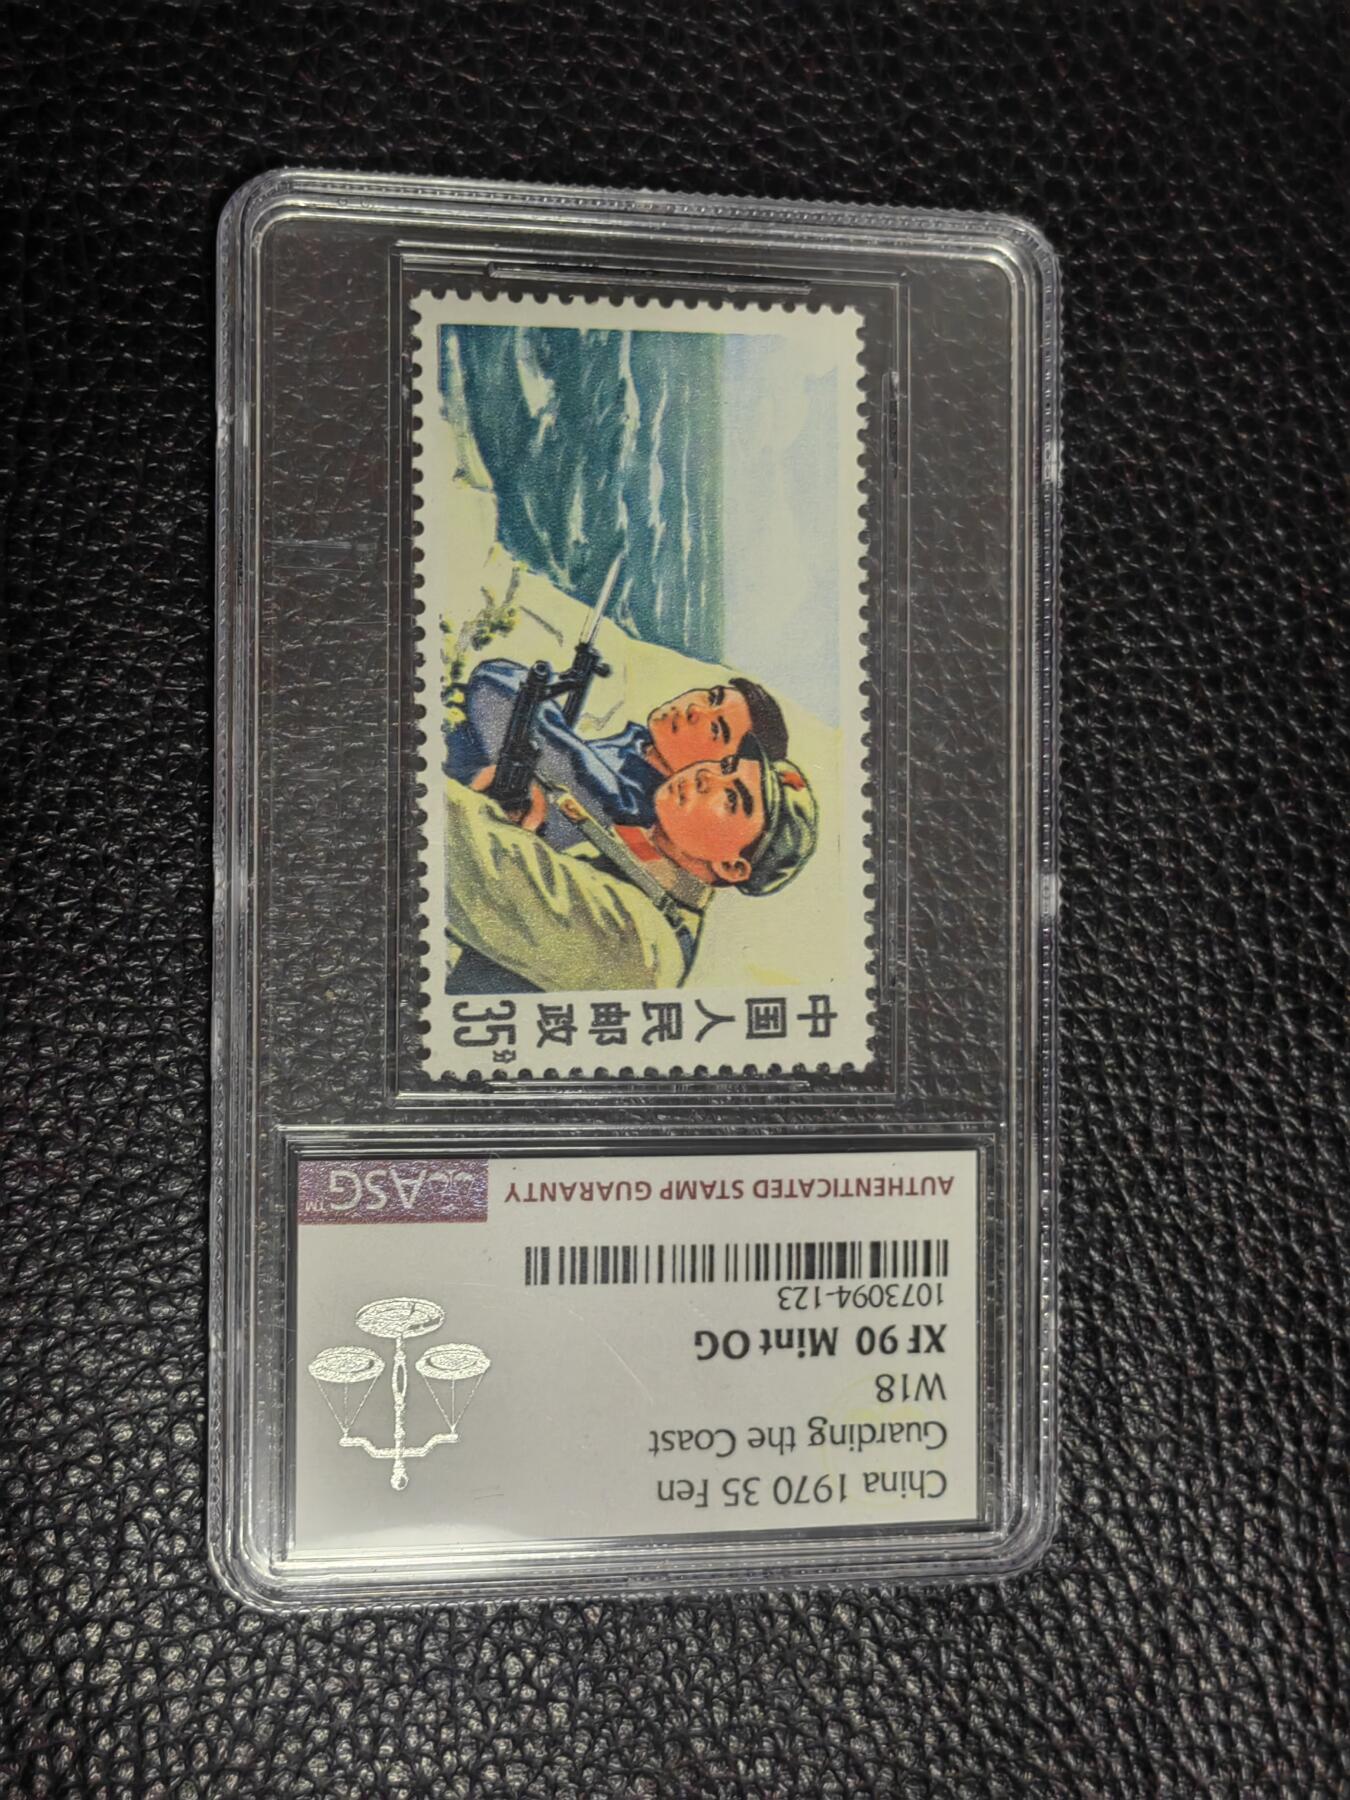 中国人民邮政
35分
ASG™ AUTHENTICATED STAMP GUARANTY
1073094-123
XF 90 Mint OG
W18
Guarding the Coast
China 1970 35 Fen